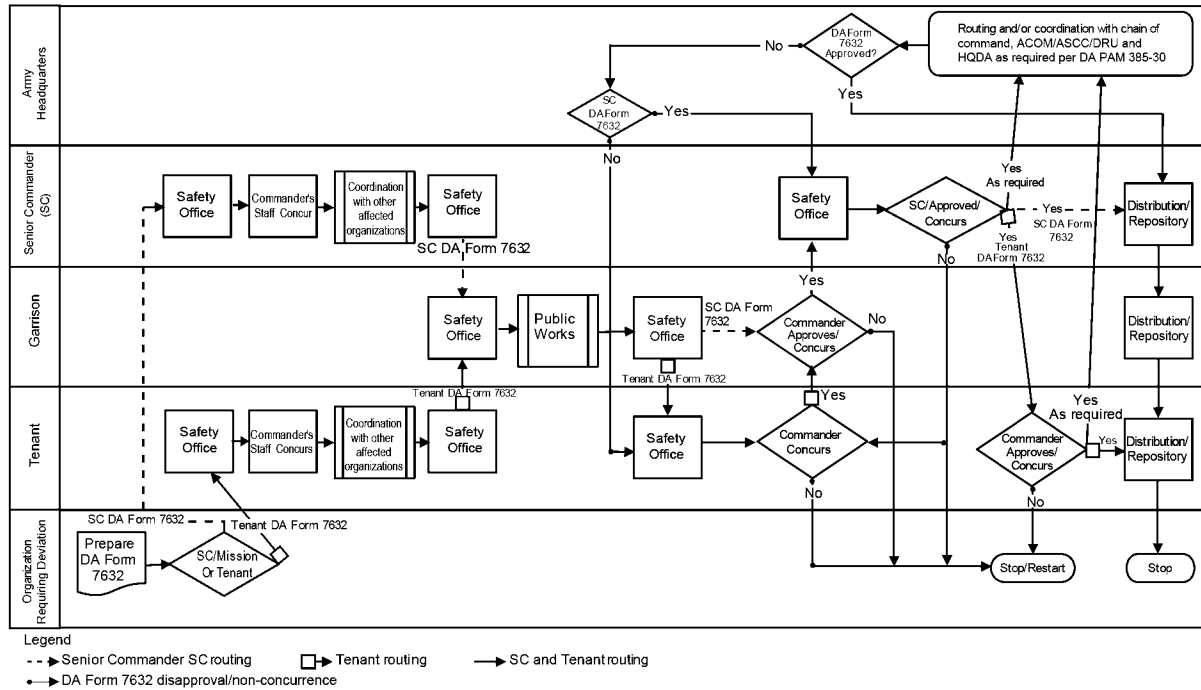 Army
Headquarters
No
DA Form
7632
Approved?
Routing and/or coordination with chain of
command, ACOM/ASCC/DRU and
HQDA as required per DA PAM 385-30
Yes
SC
DA Form
7632
Yes
No
Senior Commander
(SC)
Safety
Office
Commander's
Staff Concur
Coordination
with other
affected
organizations
Safety
Office
SC DA Form 7632
Safety
Office
SC/Approved/
Concurs
Yes
As required
Yes
SC DA Form
7632
Yes
Tenant
DA Form 7632
No
Distribution/
Repository
Garrison
Safety
Office
Public
Works
Safety
Office
SC DA Form
7632
Yes
Commander
Approves/
Concurs
No
Distribution/
Repository
Tenant DA Form 7632
Tenant DA Form 7632
Tenant
Safety
Office
Commander's
Staff Concurs
Coordination
with other
affected
organizations
Safety
Office
Safety
Office
Yes
Commander
Concurs
No
Yes
As required
Commander
Approves/
Concurs
Yes
No
Distribution/
Repository
Organization
Requiring Deviation
SC DA Form 7632
Tenant DA Form 7632
Prepare
DA Form
7632
SC/Mission
Or Tenant
Stop/Restart
Stop
Legend
Senior Commander SC routing
Tenant routing
SC and Tenant routing
DA Form 7632 disapproval/non-concurrence